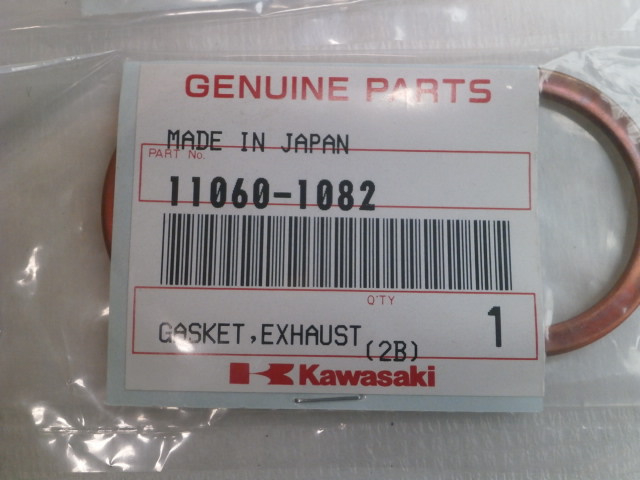 GENUINE PARTS
MADE IN JAPAN
PART No.
11060-1082
Q'TY
GASKET,EXHAUST 1
(2B)
Kawasaki